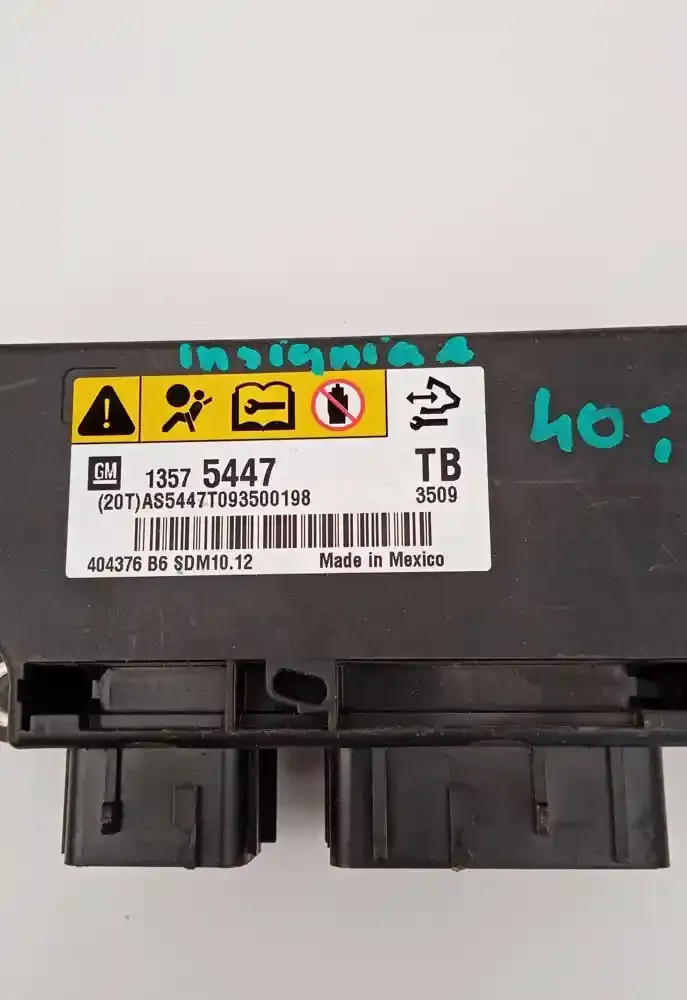 insignia a
40:-
GM 1357 5447 TB
(20T)AS5447T093500198 3509
404376 B6 SDM10.12 Made in Mexico